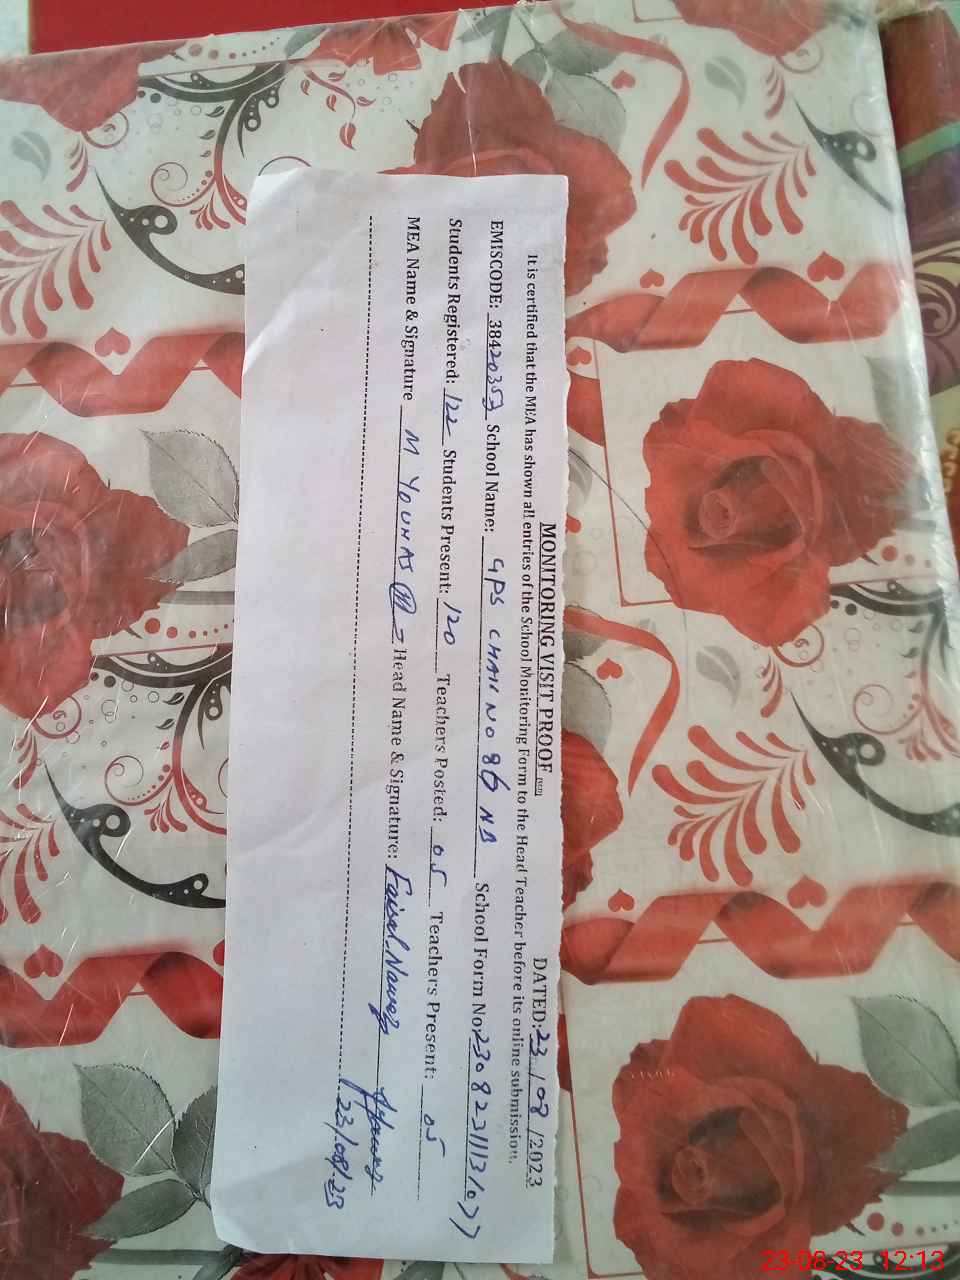 MONITORING VISIT PROOF
DATED: 23 / 08 /2023
It is certified that the MEA has shown all entries of the School Monitoring Form to the Head Teacher before its online submission.
EMISCODE: 38420353 School Name: GPS CHAK NO 86 NB School Form No:
Students Registered: 122 Students Present: 120 Teachers Posted: 05 Teachers Present: 05
MEA Name & Signature M YOUNAS Head Name & Signature: Faisal Nawaz
23/08/23
23-08-23 12:13